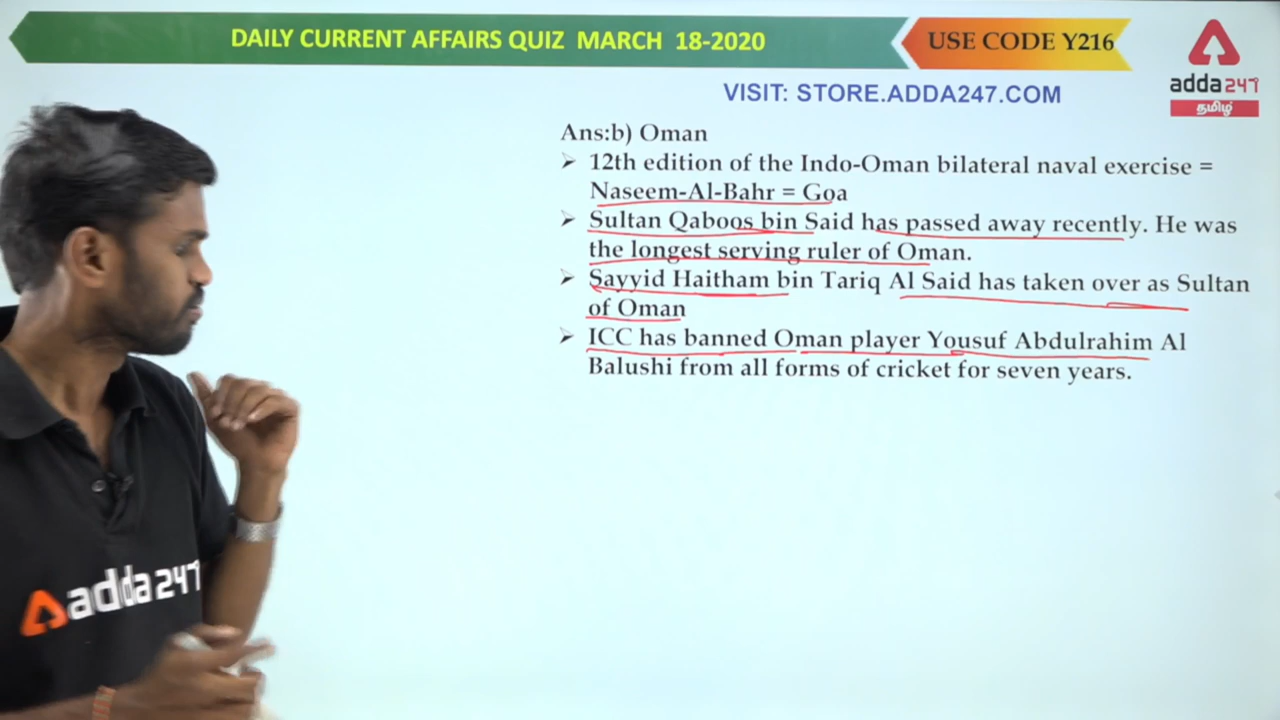 DAILY CURRENT AFFAIRS QUIZ MARCH 18-2020
USE CODE Y216
adda247
தமிழ்
VISIT: STORE.ADDA247.COM
Ans:b) Oman
➢ 12th edition of the Indo-Oman bilateral naval exercise =
Naseem-Al-Bahr = Goa
➢ Sultan Qaboos bin Said has passed away recently. He was
the longest serving ruler of Oman.
➢ Sayyid Haitham bin Tariq Al Said has taken over as Sultan
of Oman
➢ ICC has banned Oman player Yousuf Abdulrahim Al
Balushi from all forms of cricket for seven years.
adda247